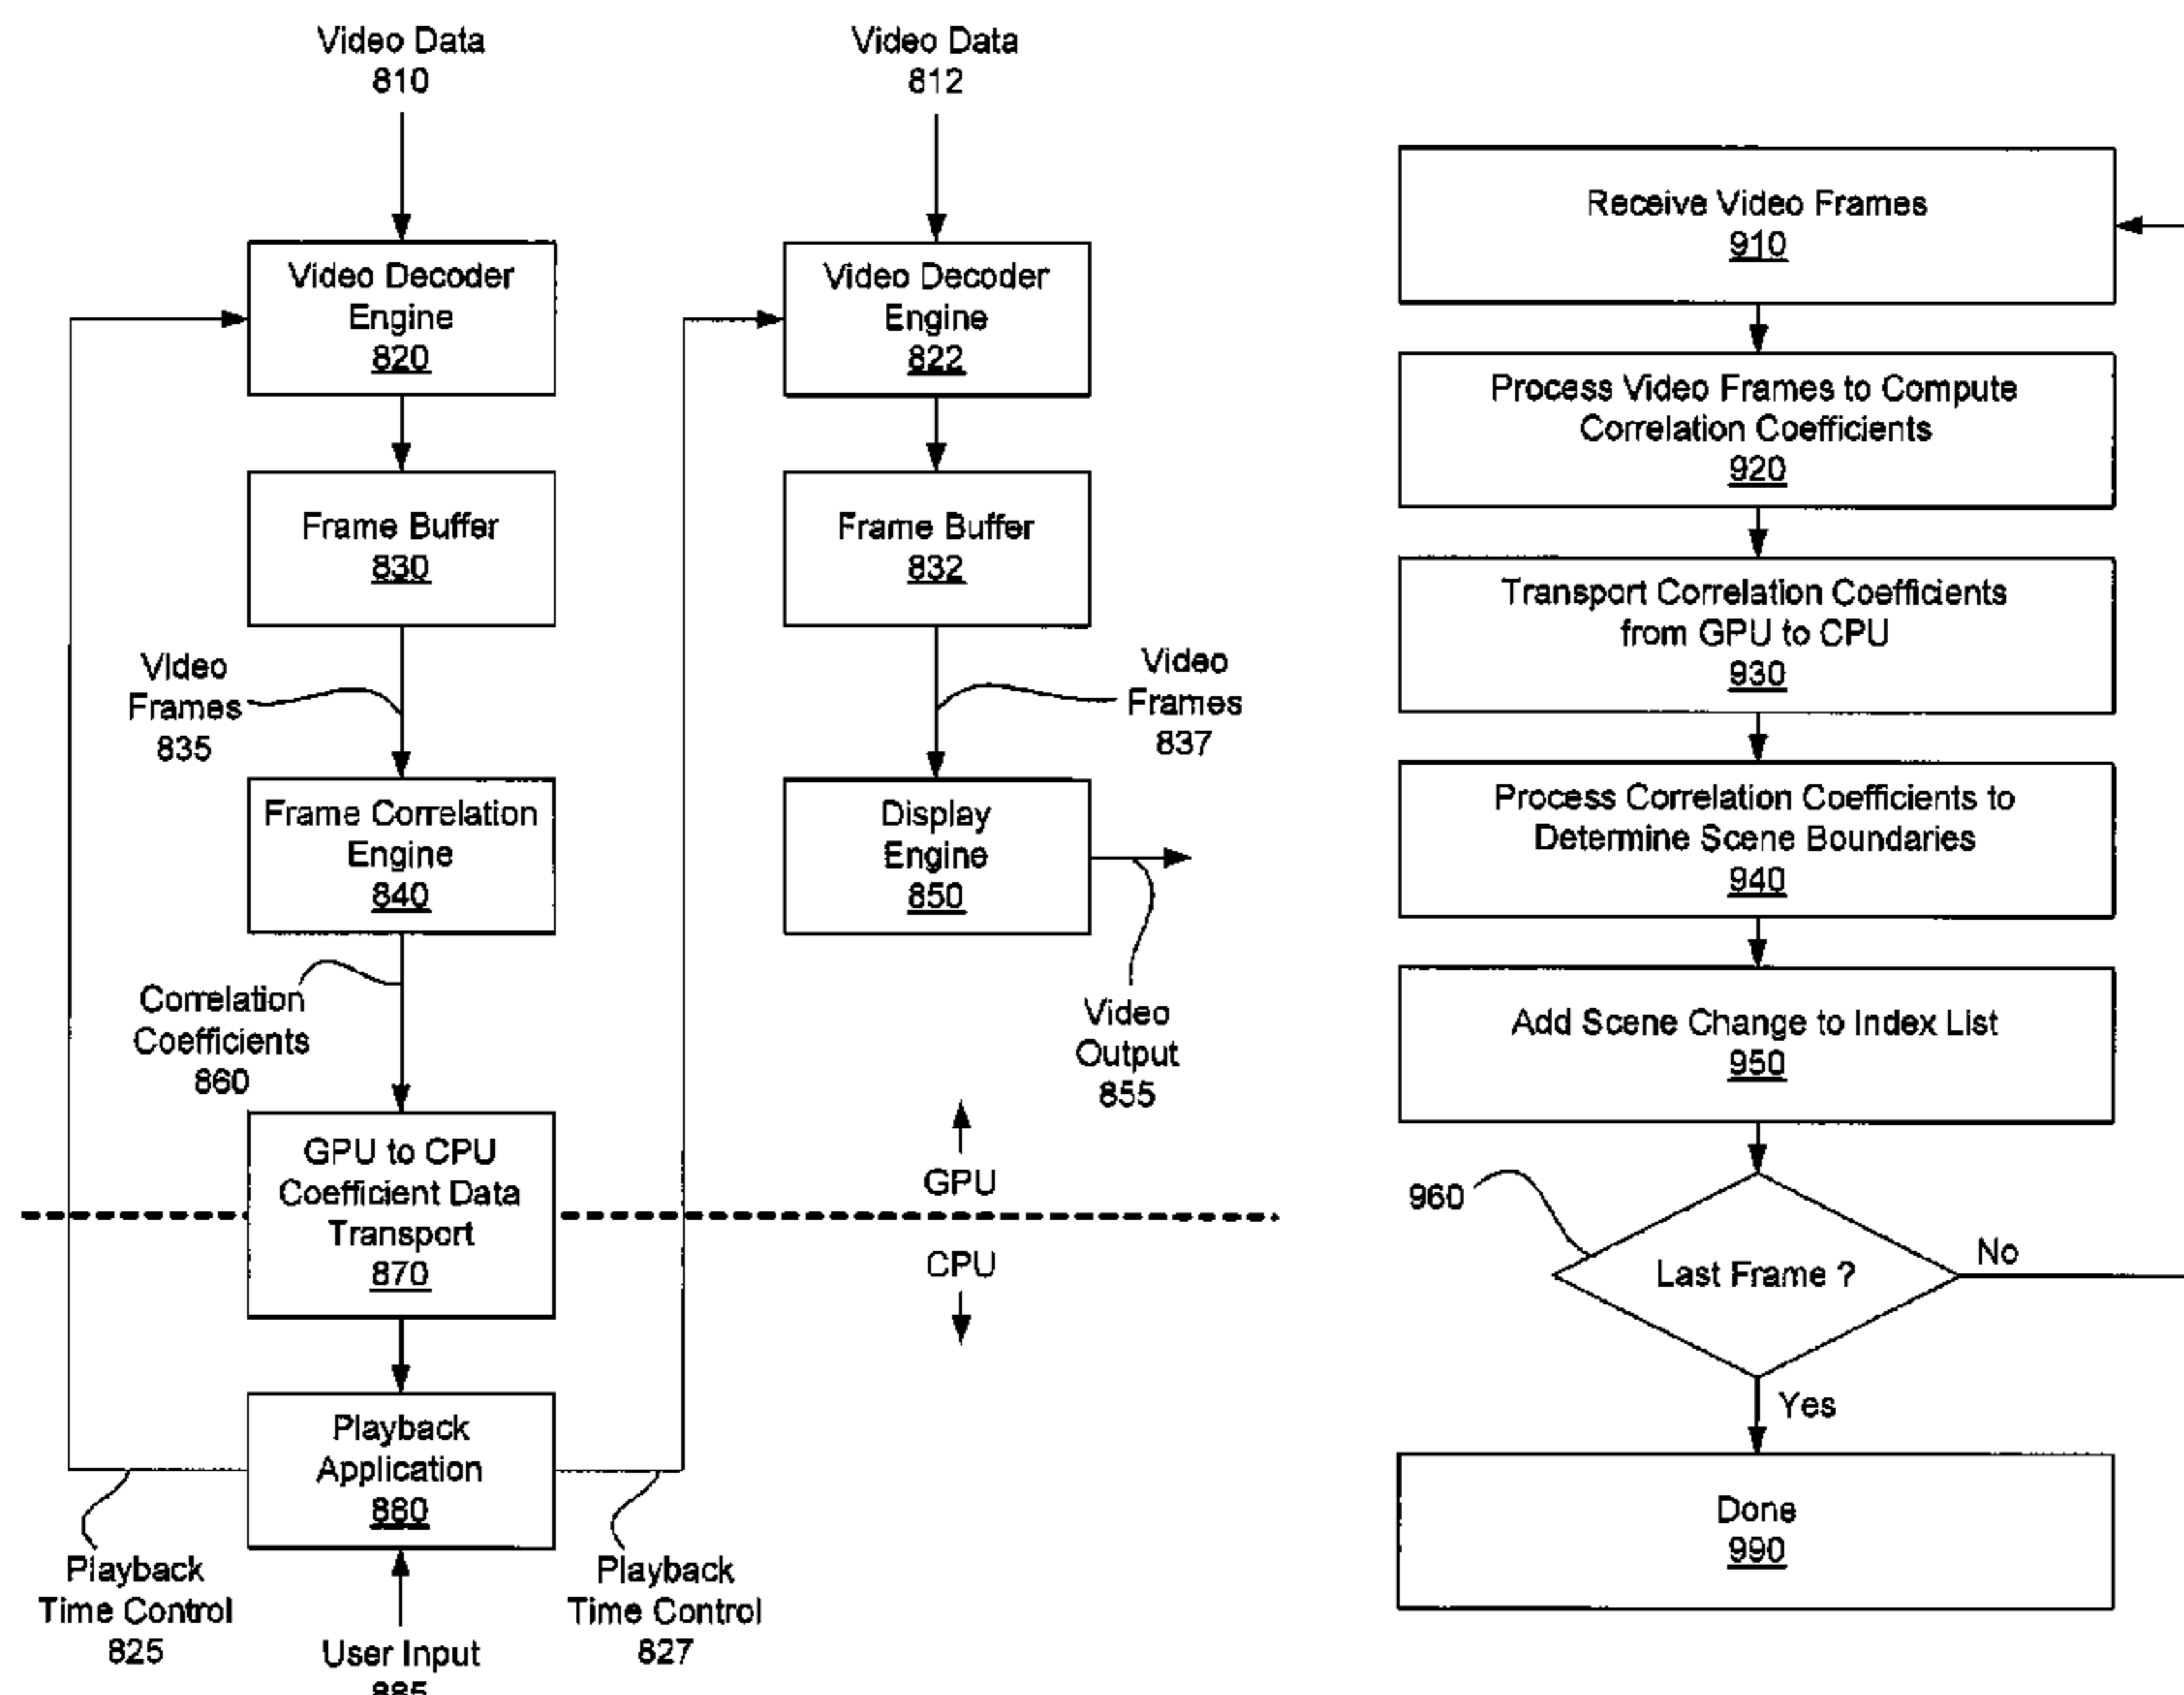 Video Data
810
Video Data
812
Video Decoder
Engine
820
Video Decoder
Engine
822
Frame Buffer
830
Frame Buffer
832
Video
Frames
835
Video
Frames
837
Frame Correlation
Engine
840
Display
Engine
850
Correlation
Coefficients
860
Video
Output
855
GPU to CPU
Coefficient Data
Transport
870
GPU
CPU
Playback
Application
880
Playback
Time Control
825
Playback
Time Control
827
User Input
885
Receive Video Frames
910
Process Video Frames to Compute
Correlation Coefficients
920
Transport Correlation Coefficients
from GPU to CPU
930
Process Correlation Coefficients to
Determine Scene Boundaries
940
Add Scene Change to Index List
950
960
Last Frame ?
No
Yes
Done
990